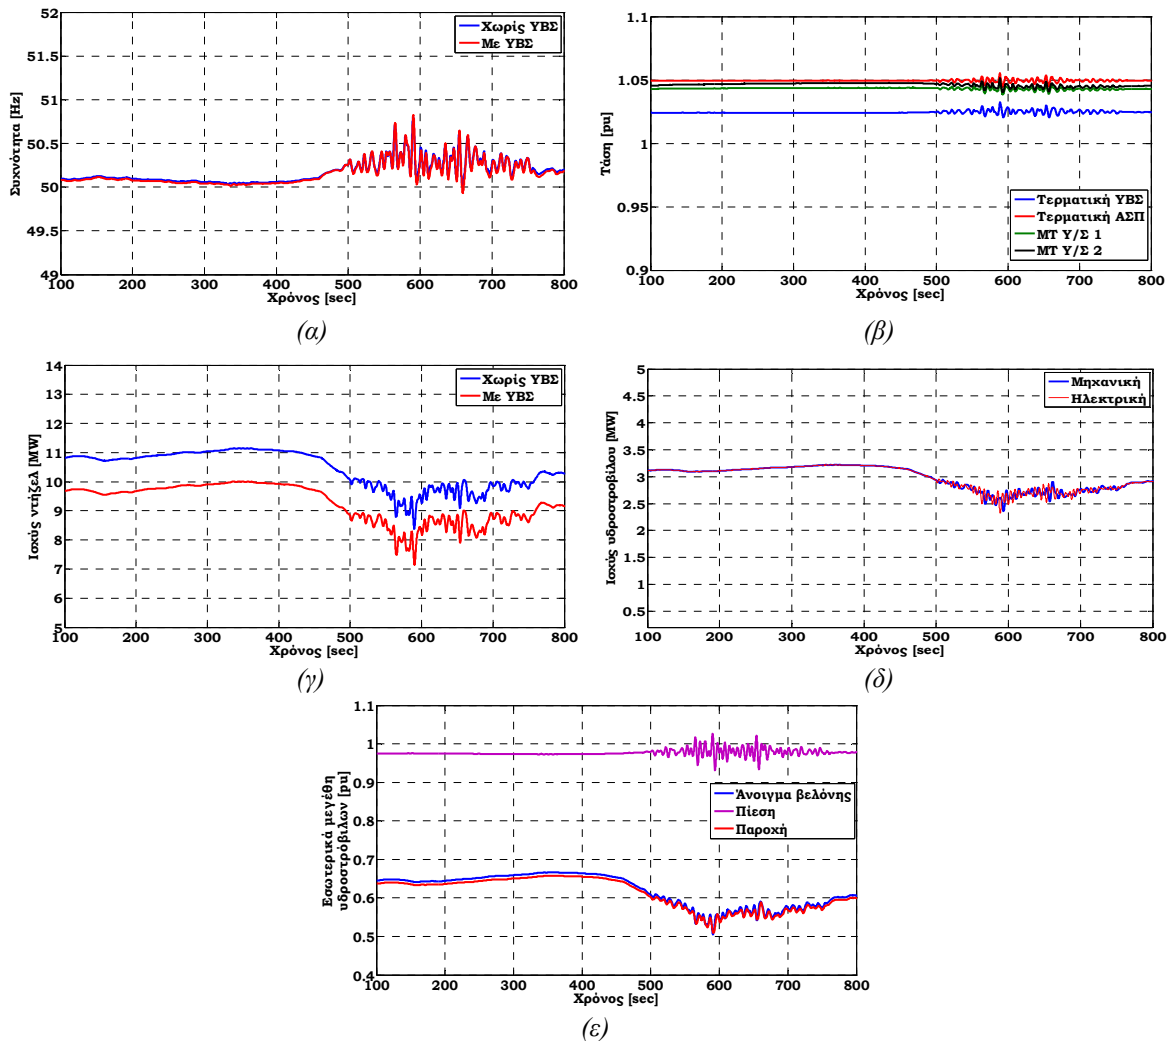 52
51.5
51
50.5
50
49.5
49
Συχνότητα [Hz]
Χωρίς ΥΒΣ
Με ΥΒΣ
100 200 300 400 500 600 700 800
Χρόνος [sec]
(α)
1.1
1.05
1
0.95
0.9
Τάση [pu]
Τερματική ΥΒΣ
Τερματική ΑΣΠ
ΜΤ Υ/Σ 1
ΜΤ Υ/Σ 2
100 200 300 400 500 600 700 800
Χρόνος [sec]
(β)
14
13
12
11
10
9
8
7
6
5
Ισχύς ντήζελ [MW]
Χωρίς ΥΒΣ
Με ΥΒΣ
100 200 300 400 500 600 700 800
Χρόνος [sec]
(γ)
5
4.5
4
3.5
3
2.5
2
1.5
1
0.5
Ισχύς υδροστροβίλου [MW]
Μηχανική
Ηλεκτρική
100 200 300 400 500 600 700 800
Χρόνος [sec]
(δ)
1.1
1
0.9
0.8
0.7
0.6
0.5
0.4
Εσωτερικά μεγέθη
υδροστρόβιλων [pu]
Άνοιγμα βελόνης
Πίεση
Παροχή
100 200 300 400 500 600 700 800
Χρόνος [sec]
(ε)